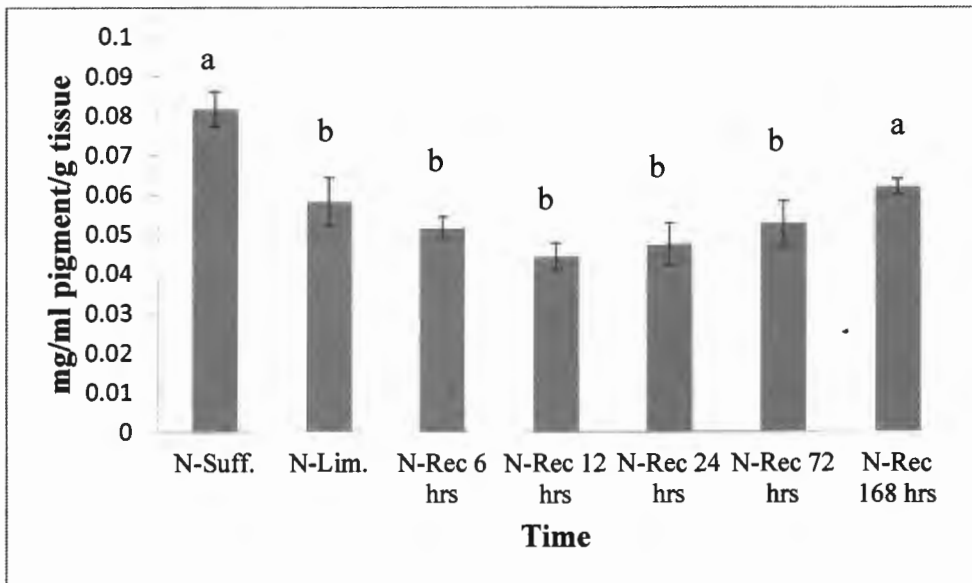 mg/ml pigment/g tissue
0.1
0.09
0.08
0.07
0.06
0.05
0.04
0.03
0.02
0.01
0
a
b
b
b
b
b
a
N-Suff. N-Lim. N-Rec 6 N-Rec 12 N-Rec 24 N-Rec 72 N-Rec
hrs hrs hrs hrs 168 hrs
Time